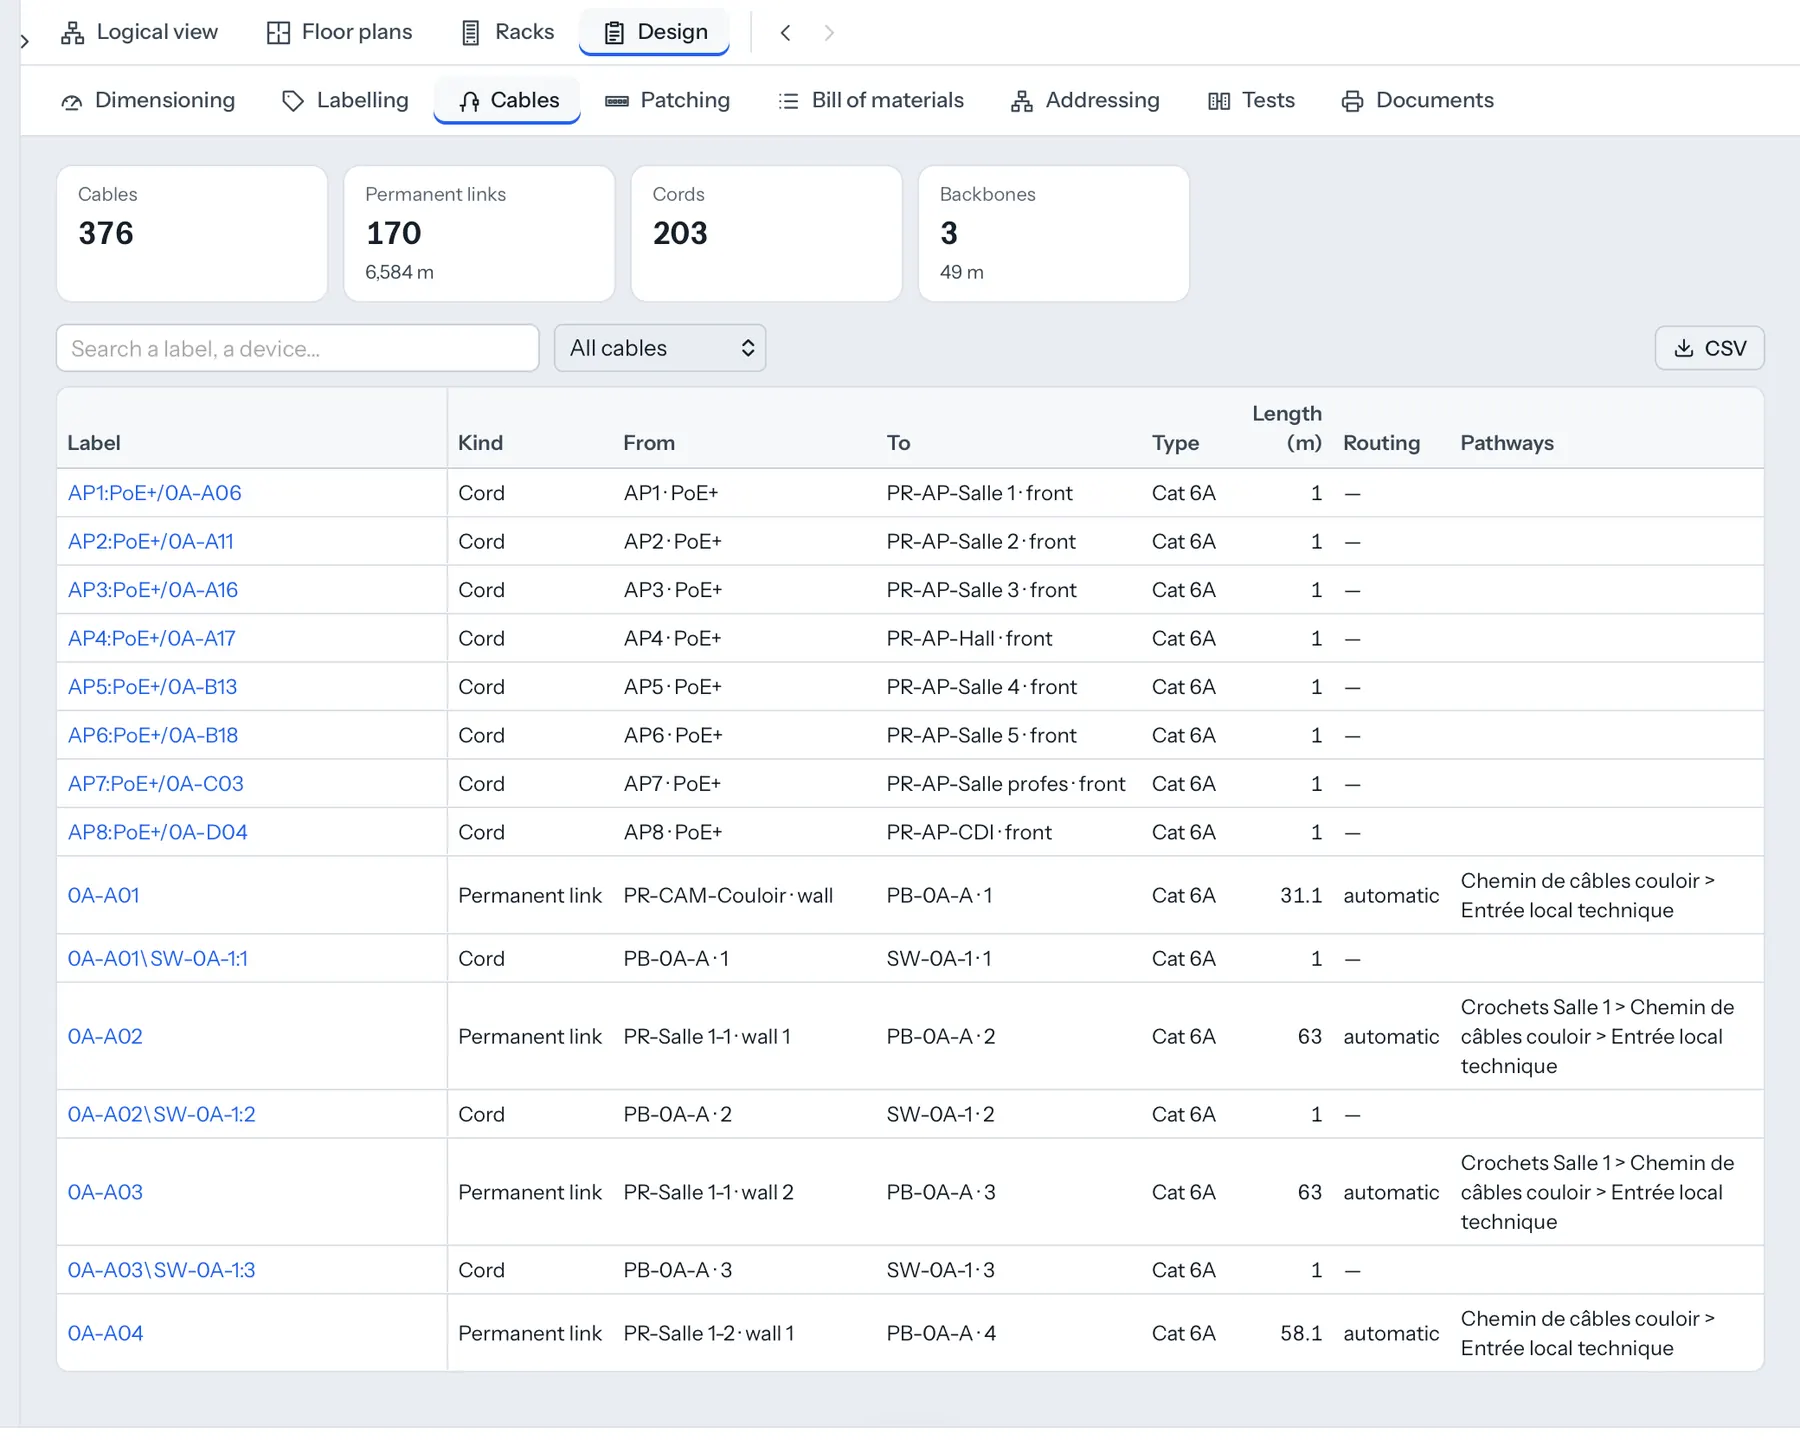 Logical view Floor plans Racks Design
Dimensioning Labelling Cables Patching Bill of materials Addressing Tests Documents
Cables Permanent links Cords Backbones
376 170 203 3
6,584 m 49 m
Search a label, a device... All cables CSV
Label Kind From To Type Length (m) Routing Pathways
AP1:PoE+/0A-A06 Cord AP1·PoE+ PR-AP-Salle 1·front Cat 6A 1 —
AP2:PoE+/0A-A11 Cord AP2·PoE+ PR-AP-Salle 2·front Cat 6A 1 —
AP3:PoE+/0A-A16 Cord AP3·PoE+ PR-AP-Salle 3·front Cat 6A 1 —
AP4:PoE+/0A-A17 Cord AP4·PoE+ PR-AP-Hall·front Cat 6A 1 —
AP5:PoE+/0A-B13 Cord AP5·PoE+ PR-AP-Salle 4·front Cat 6A 1 —
AP6:PoE+/0A-B18 Cord AP6·PoE+ PR-AP-Salle 5·front Cat 6A 1 —
AP7:PoE+/0A-C03 Cord AP7·PoE+ PR-AP-Salle profes·front Cat 6A 1 —
AP8:PoE+/0A-D04 Cord AP8·PoE+ PR-AP-CDI·front Cat 6A 1 —
0A-A01 Permanent link PR-CAM-Couloir·wall PB-0A-A·1 Cat 6A 31.1 automatic Chemin de câbles couloir >
Entrée local technique
0A-A01\SW-0A-1:1 Cord PB-0A-A·1 SW-0A-1·1 Cat 6A 1 —
0A-A02 Permanent link PR-Salle 1-1·wall 1 PB-0A-A·2 Cat 6A 63 automatic Crochets Salle 1 > Chemin de
câbles couloir > Entrée local
technique
0A-A02\SW-0A-1:2 Cord PB-0A-A·2 SW-0A-1·2 Cat 6A 1 —
0A-A03 Permanent link PR-Salle 1-1·wall 2 PB-0A-A·3 Cat 6A 63 automatic Crochets Salle 1 > Chemin de
câbles couloir > Entrée local
technique
0A-A03\SW-0A-1:3 Cord PB-0A-A·3 SW-0A-1·3 Cat 6A 1 —
0A-A04 Permanent link PR-Salle 1-2·wall 1 PB-0A-A·4 Cat 6A 58.1 automatic Chemin de câbles couloir >
Entrée local technique